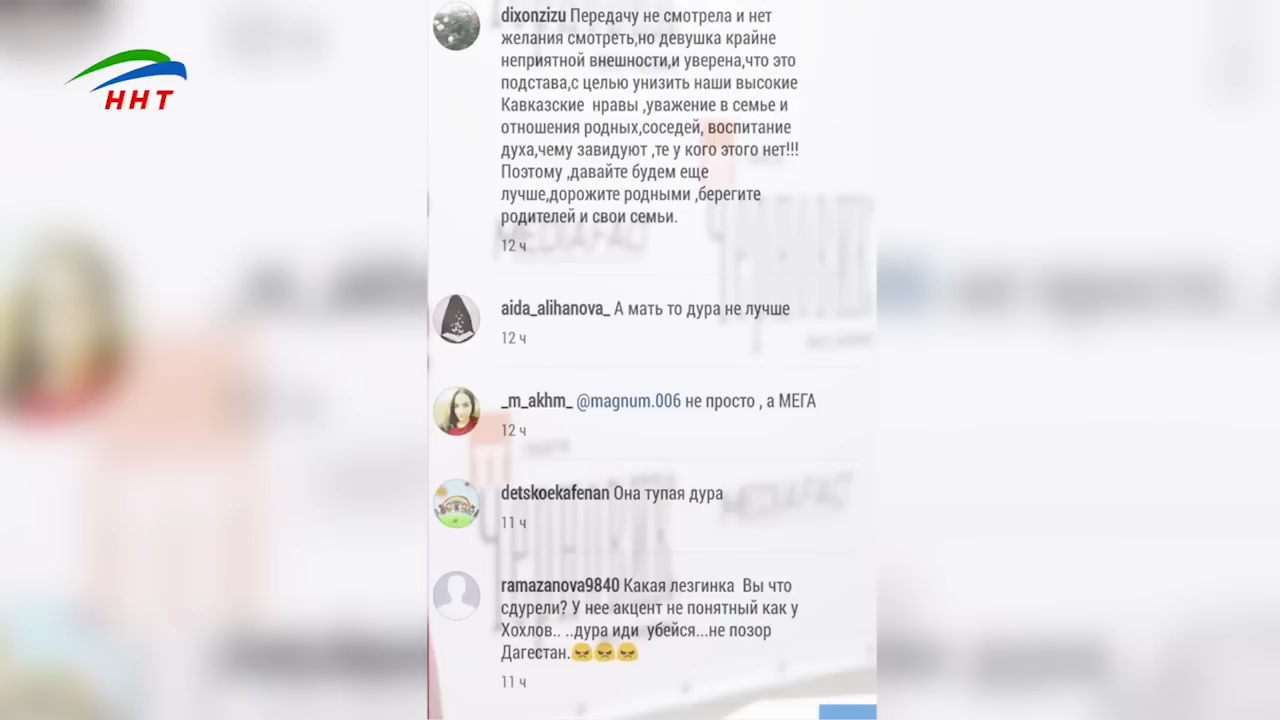 ННТ
dixonzizu Передачу не смотрела и нет
желания смотреть,но девушка крайне
неприятной внешности,и уверена,что это
подстава,с целью унизить наши высокие
Кавказские нравы ,уважение в семье и
отношения родных,соседей, воспитание
духа,чему завидуют ,те у кого этого нет!!!
Поэтому ,давайте будем еще
лучше,дорожите родными ,берегите
родителей и свои семьи.
12 ч
aida_alihanova_ А мать то дура не лучше
12 ч
_m_akhm_ @magnum.006 не просто , а МЕГА
12 ч
detskoekafenan Она тупая дура
11 ч
ramazanova9840 Какая лезгинка Вы что
сдурели? У нее акцент не понятный как у
Хохлов.. ..дура иди убейся...не позор
Дагестан.😠😠😠
11 ч
MEDIAFAQ